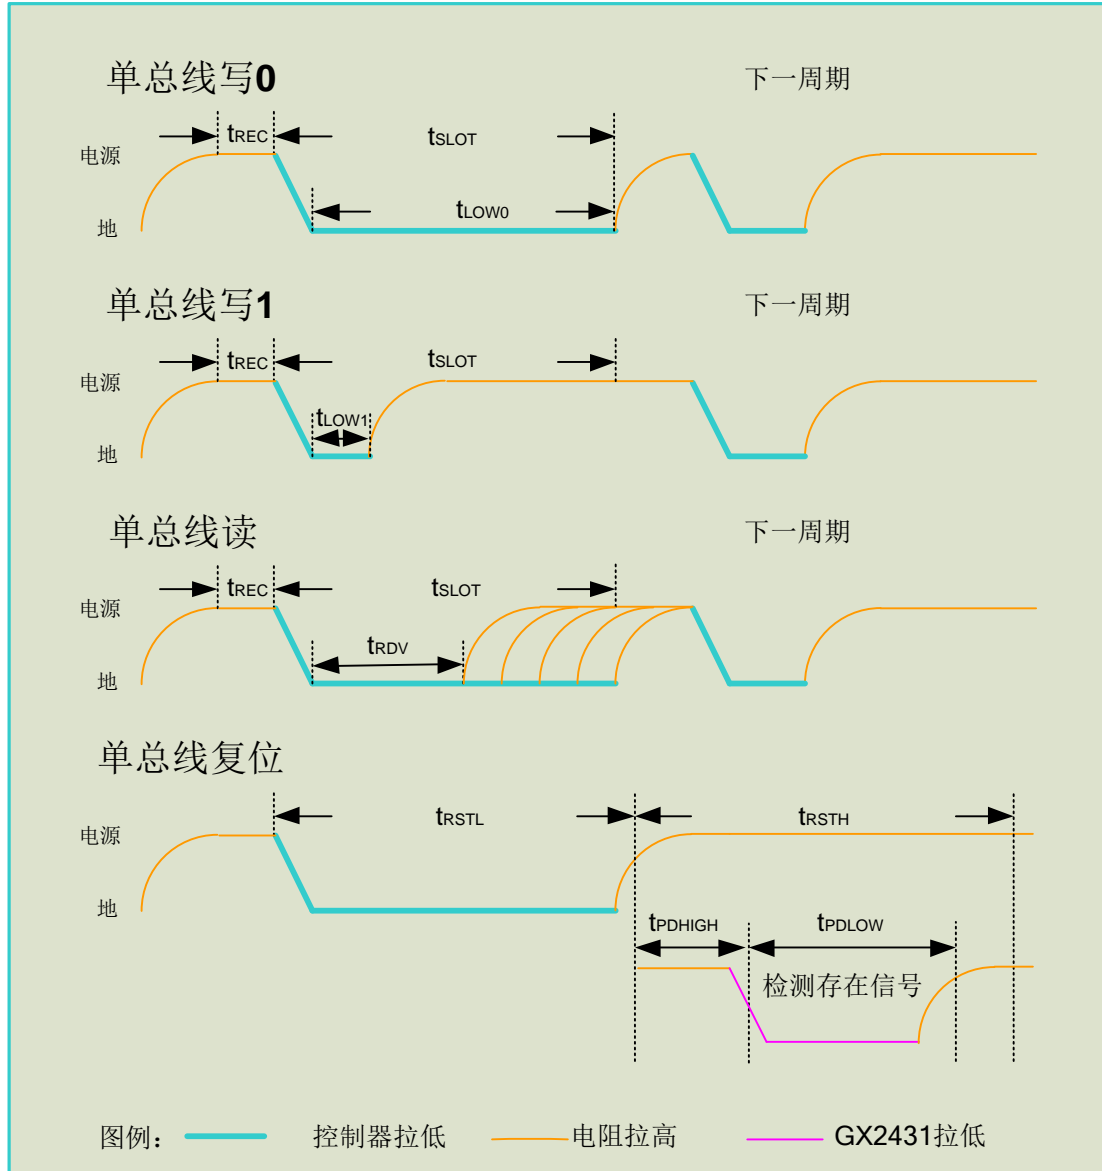 单总线写0 下一周期
tREC tSLOT
电源
tLOW0
地
单总线写1 下一周期
tREC tSLOT
电源
tLOW1
地
单总线读 下一周期
tREC tSLOT
电源
tRDV
地
单总线复位
tRSTL tRSTH
电源
地
tPDHIGH tPDLOW
检测存在信号
图例： 控制器拉低 电阻拉高 GX2431拉低